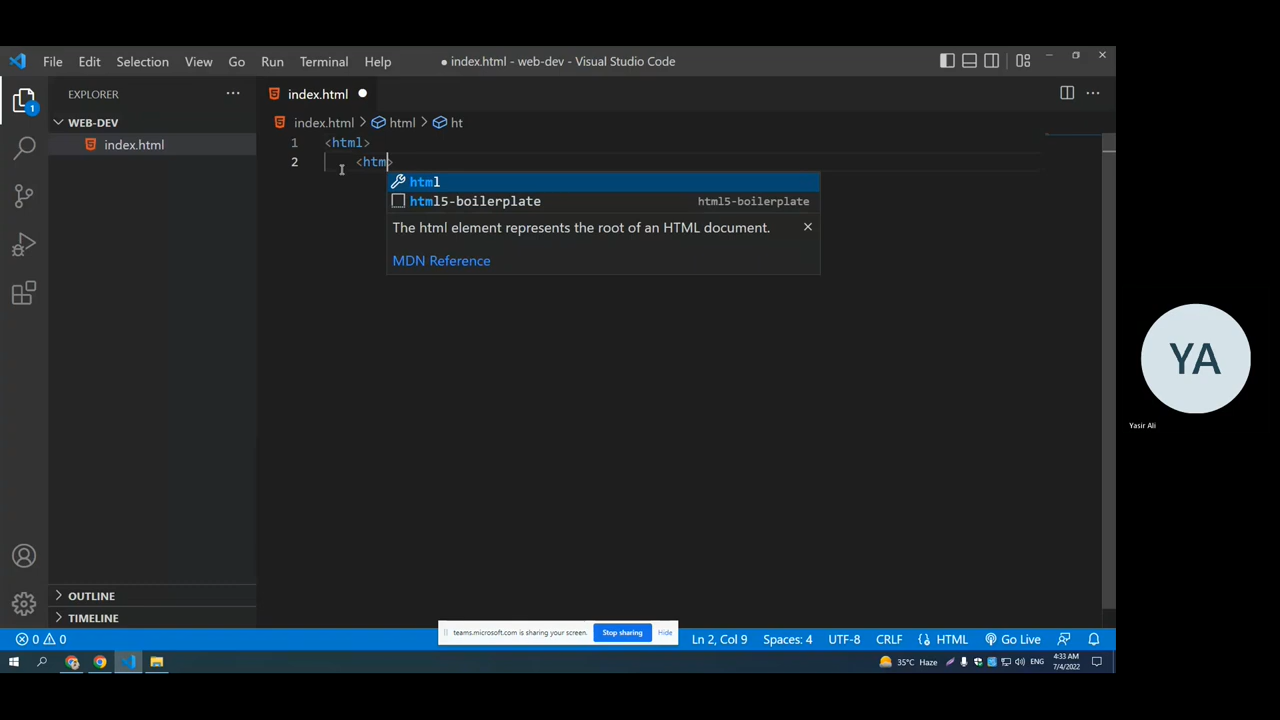 File Edit Selection View Go Run Terminal Help
● index.html - web-dev - Visual Studio Code
EXPLORER
index.html
index.html > html > ht
1
WEB-DEV
index.html
1 <html>
2 <htm>
html
html5-boilerplate html5-boilerplate
The html element represents the root of an HTML document.
MDN Reference
YA
Yasir Ali
OUTLINE
TIMELINE
teams.microsoft.com is sharing your screen. Stop sharing Hide
0 0 Ln 2, Col 9 Spaces: 4 UTF-8 CRLF HTML Go Live
35°C Haze ENG 4:33 AM
7/4/2022